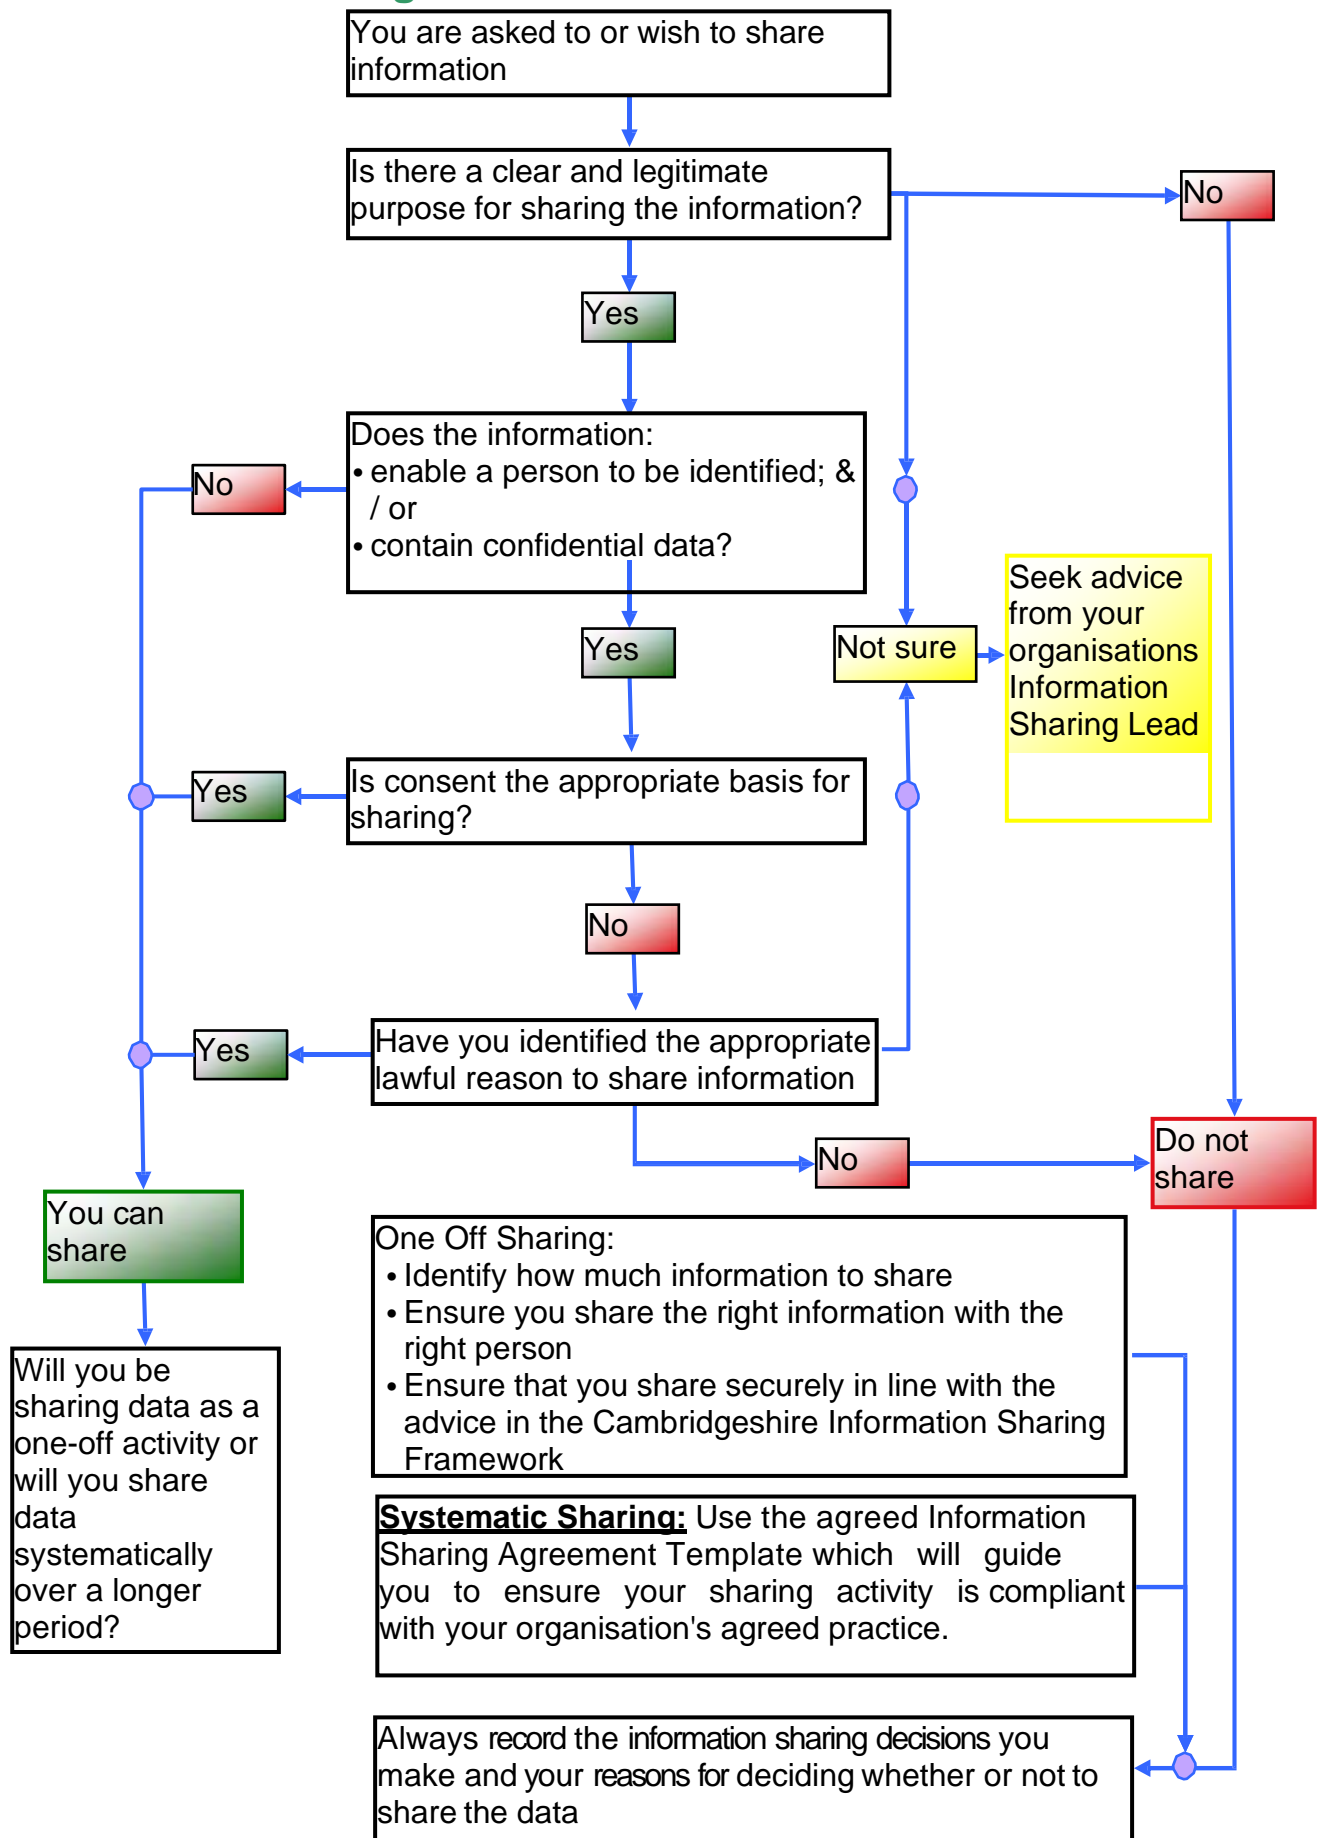 You are asked to or wish to share
information
Is there a clear and legitimate
purpose for sharing the information?
No
Yes
Does the information:
• enable a person to be identified; &
/ or
• contain confidential data?
No
Yes
Not sure
Seek advice
from your
organisations
Information
Sharing Lead
Is consent the appropriate basis for
sharing?
Yes
No
Have you identified the appropriate
lawful reason to share information
Yes
No
Do not
share
You can
share
Will you be
sharing data as a
one-off activity or
will you share
data
systematically
over a longer
period?
One Off Sharing:
• Identify how much information to share
• Ensure you share the right information with the
right person
• Ensure that you share securely in line with the
advice in the Cambridgeshire Information Sharing
Framework
Systematic Sharing: Use the agreed Information
Sharing Agreement Template which will guide
you to ensure your sharing activity is compliant
with your organisation's agreed practice.
Always record the information sharing decisions you
make and your reasons for deciding whether or not to
share the data